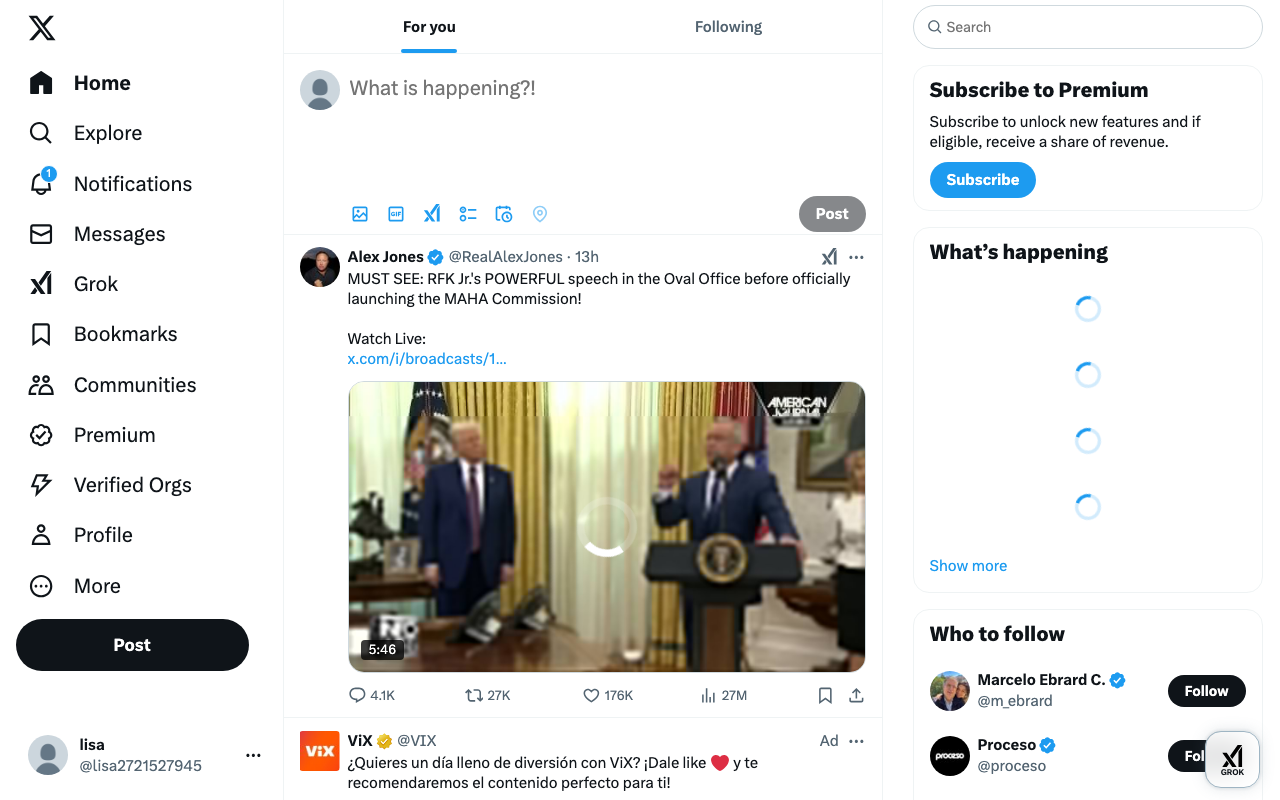 Home
Explore
1
Notifications
Messages
Grok
Bookmarks
Communities
Premium
Verified Orgs
Profile
More
Post
lisa
@lisa2721527945
For you
Following
What is happening?!
GIF
Post
Alex Jones @RealAlexJones · 13h
MUST SEE: RFK Jr.'s POWERFUL speech in the Oval Office before officially
launching the MAHA Commission!
Watch Live:
x.com/i/broadcasts/1…
AMERICAN
JOURNAL
5:46
4.1K
27K
176K
27M
ViX
ViX @VIX
Ad
¿Quieres un día lleno de diversión con ViX? ¡Dale like ❤️ y te
recomendaremos el contenido perfecto para ti!
Search
Subscribe to Premium
Subscribe to unlock new features and if
eligible, receive a share of revenue.
Subscribe
What's happening
Show more
Who to follow
Marcelo Ebrard C.
@m_ebrard
Follow
proceso
Proceso
@proceso
Fol
GROK